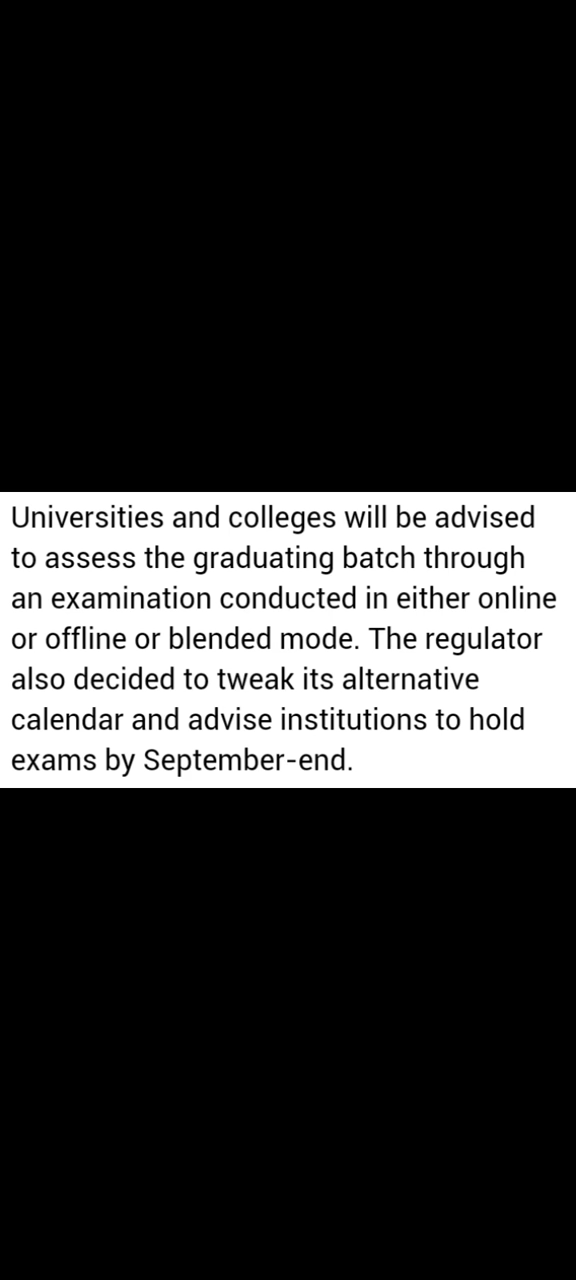 Universities and colleges will be advised
to assess the graduating batch through
an examination conducted in either online
or offline or blended mode. The regulator
also decided to tweak its alternative
calendar and advise institutions to hold
exams by September-end.